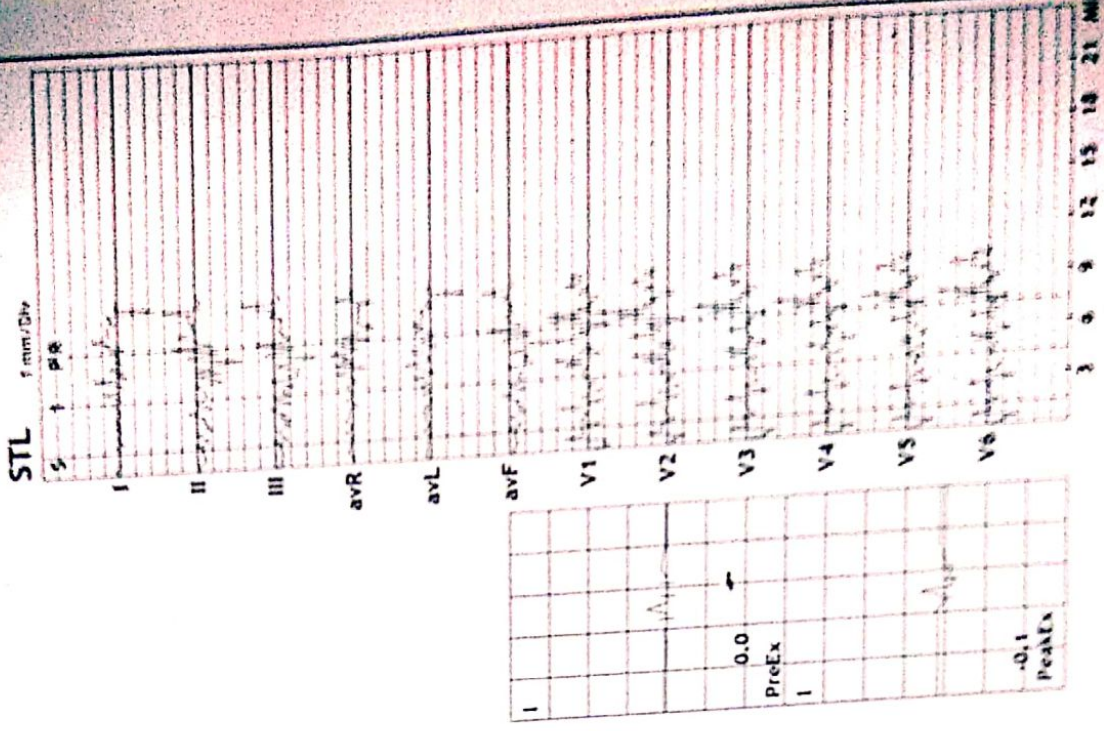 STL 1 mm/Div
I
II
III
avR
avL
avF
V1
V2
V3
V4
V5
V6
3 6 9 12 15 18 21
I
0.0
PreEx
I
-0.1
PeakEx